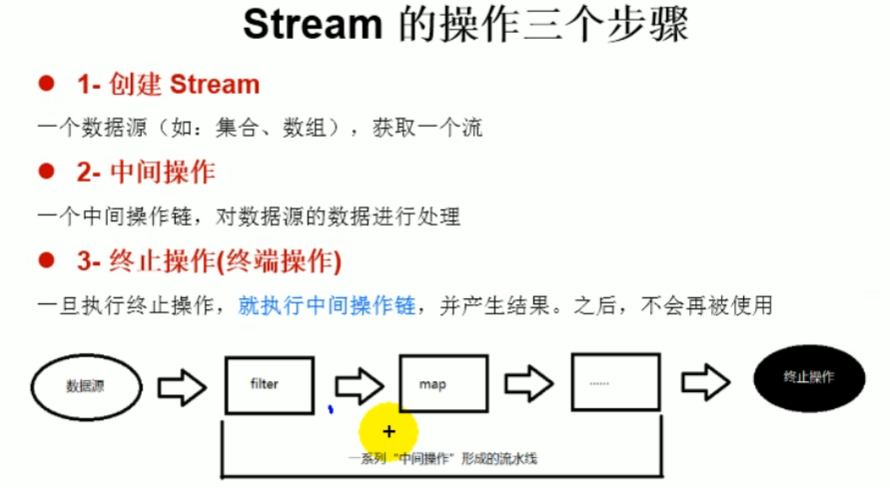 Stream 的操作三个步骤
1- 创建 Stream
一个数据源（如：集合、数组），获取一个流
2- 中间操作
一个中间操作链，对数据源的数据进行处理
3- 终止操作(终端操作)
一旦执行终止操作，就执行中间操作链，并产生结果。之后，不会再被使用
数据源
filter
map
......
终止操作
一系列“中间操作”形成的流水线